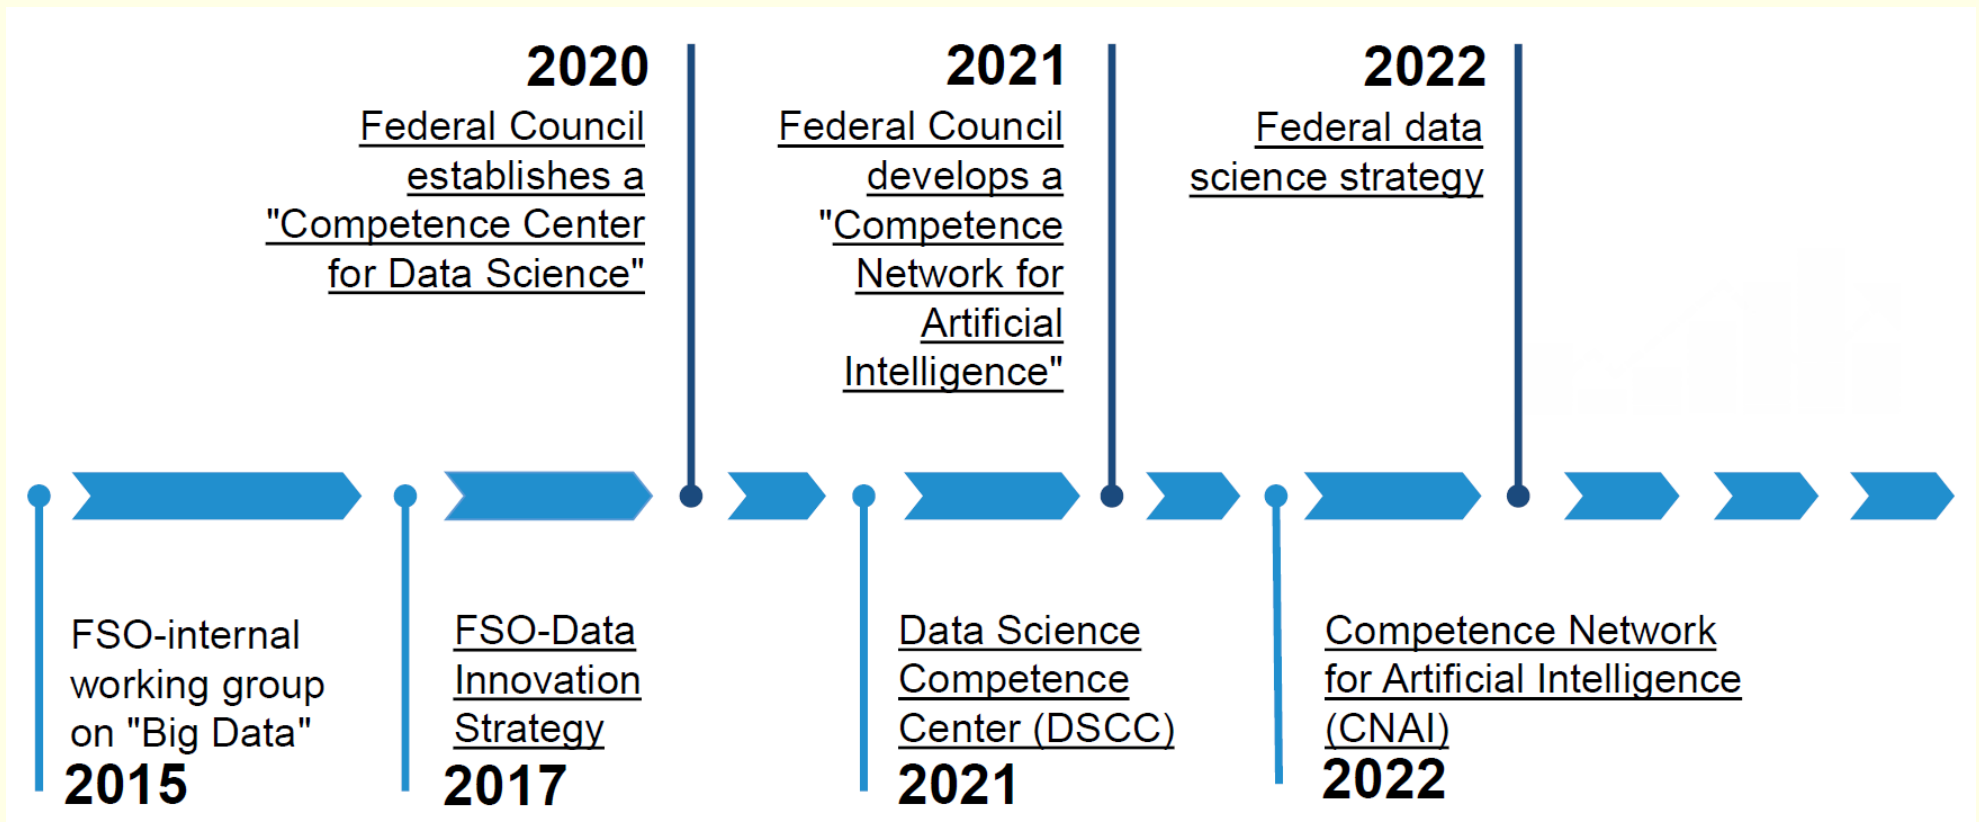 2020
Federal Council
establishes a
"Competence Center
for Data Science"
2021
Federal Council
develops a
"Competence
Network for
Artificial
Intelligence"
2022
Federal data
science strategy
FSO-internal
working group
on "Big Data"
2015
FSO-Data
Innovation
Strategy
2017
Data Science
Competence
Center (DSCC)
2021
Competence Network
for Artificial Intelligence
(CNAI)
2022